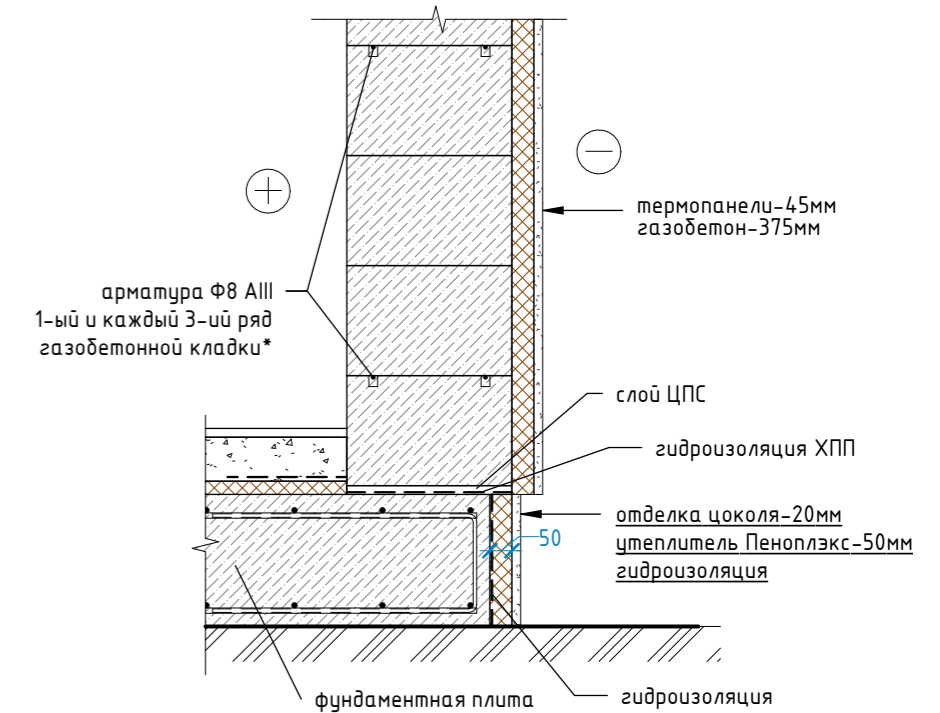 термопанели-45мм
газобетон-375мм
арматура Ф8 АIII
1-ый и каждый 3-ий ряд
газобетонной кладки*
слой ЦПС
гидроизоляция ХПП
отделка цоколя-20мм
утеплитель Пеноплэкс-50мм
гидроизоляция
50
фундаментная плита
гидроизоляция